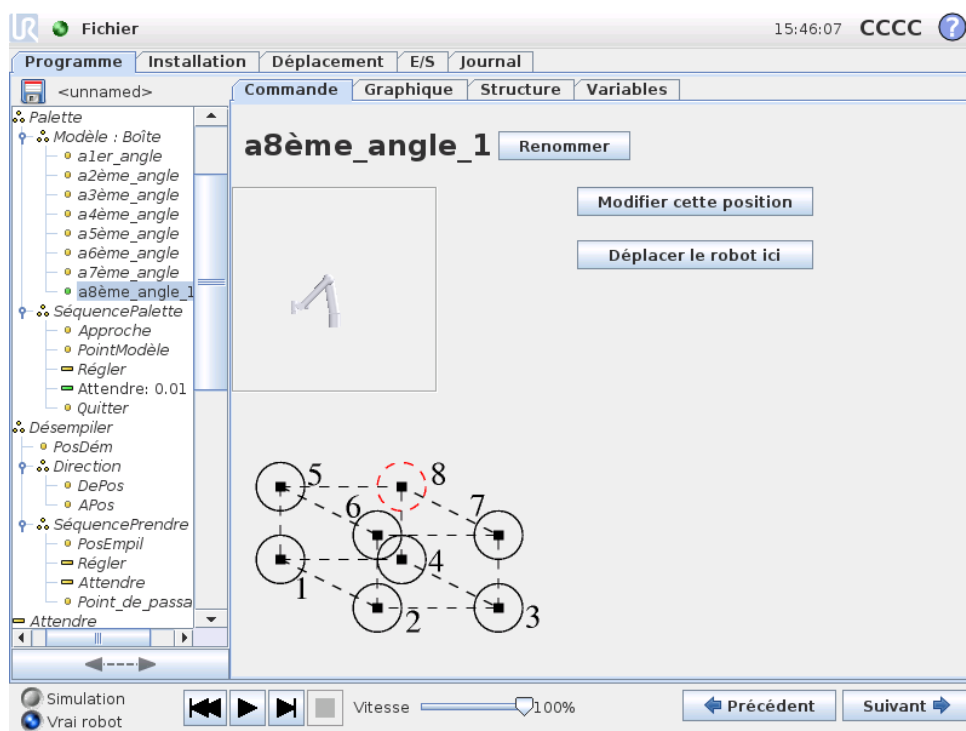 UR Fichier 15:46:07 CCCC ?
Programme Installation Déplacement E/S Journal
<unnamed>
Commande Graphique Structure Variables
Palette
Modèle : Boîte
a1er_angle
a2ème_angle
a3ème_angle
a4ème_angle
a5ème_angle
a6ème_angle
a7ème_angle
a8ème_angle_1
SéquencePalette
Approche
PointModèle
Régler
Attendre: 0.01
Quitter
Désempiler
PosDém
Direction
DePos
APos
SéquencePrendre
PosEmpil
Régler
Attendre
Point_de_passa
Attendre
a8ème_angle_1 Renommer
Modifier cette position
Déplacer le robot ici
5 8
6 7
1 4
2 3
Simulation
Vrai robot
Vitesse 100%
Précédent Suivant